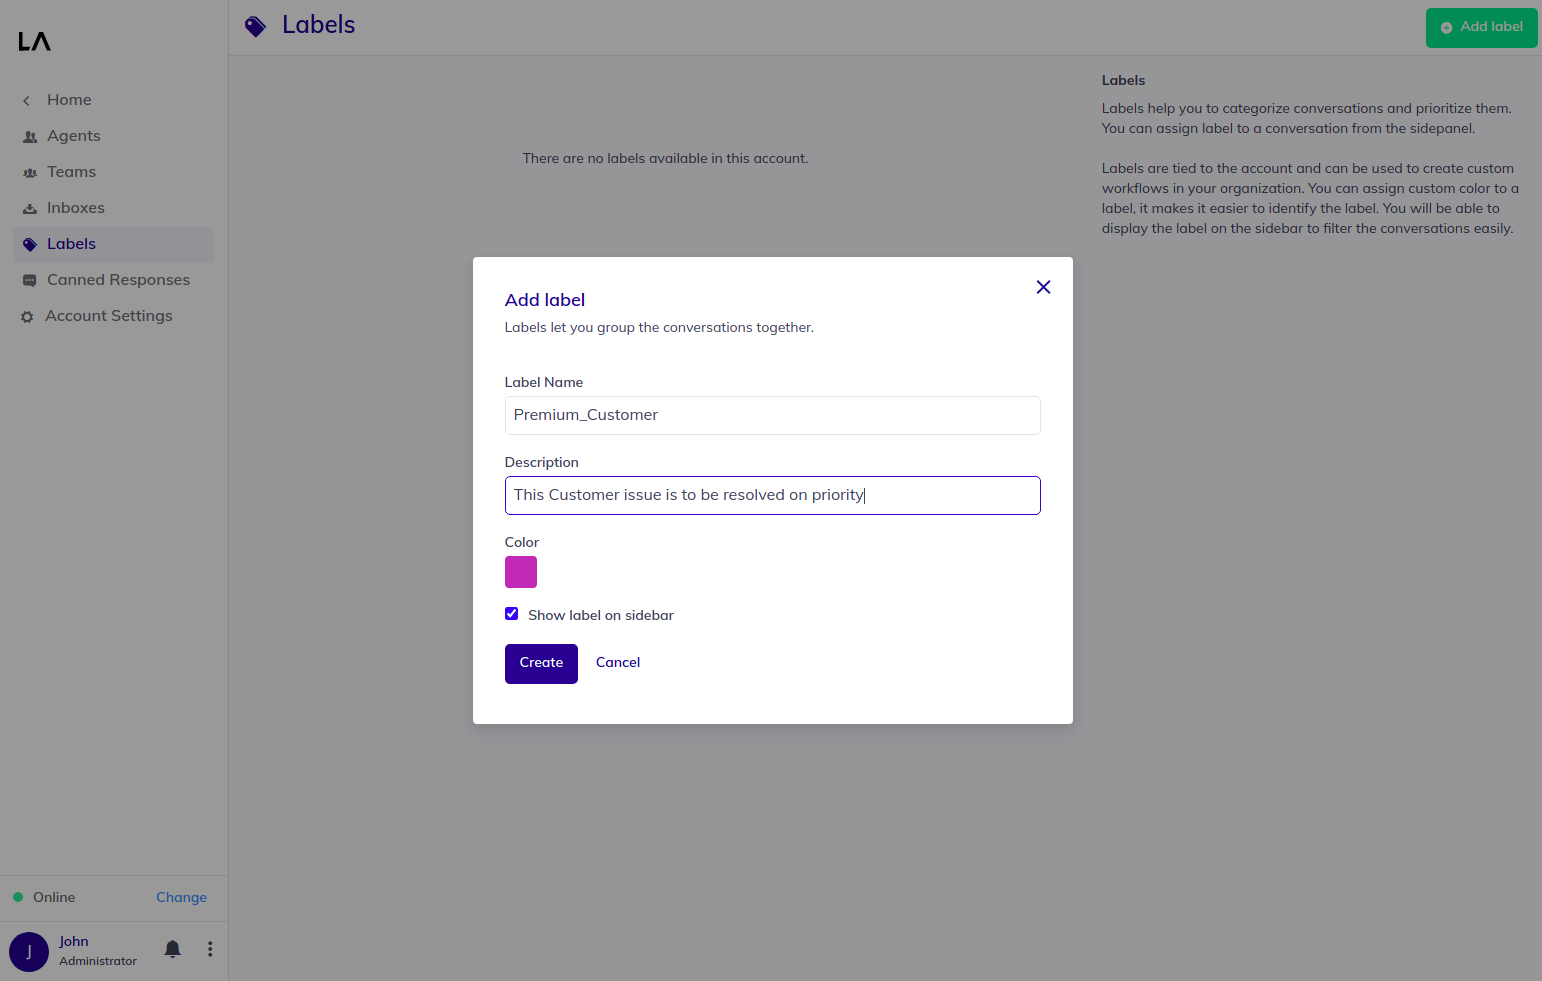 LA
Home
Agents
Teams
Inboxes
Labels
Canned Responses
Account Settings
Online Change
J
John
Administrator
Labels
Add label
There are no labels available in this account.
Labels
Labels help you to categorize conversations and prioritize them.
You can assign label to a conversation from the sidepanel.
Labels are tied to the account and can be used to create custom
workflows in your organization. You can assign custom color to a
label, it makes it easier to identify the label. You will be able to
display the label on the sidebar to filter the conversations easily.
Add label
Labels let you group the conversations together.
Label Name
Premium_Customer
Description
This Customer issue is to be resolved on priority
Color
Show label on sidebar
Create Cancel